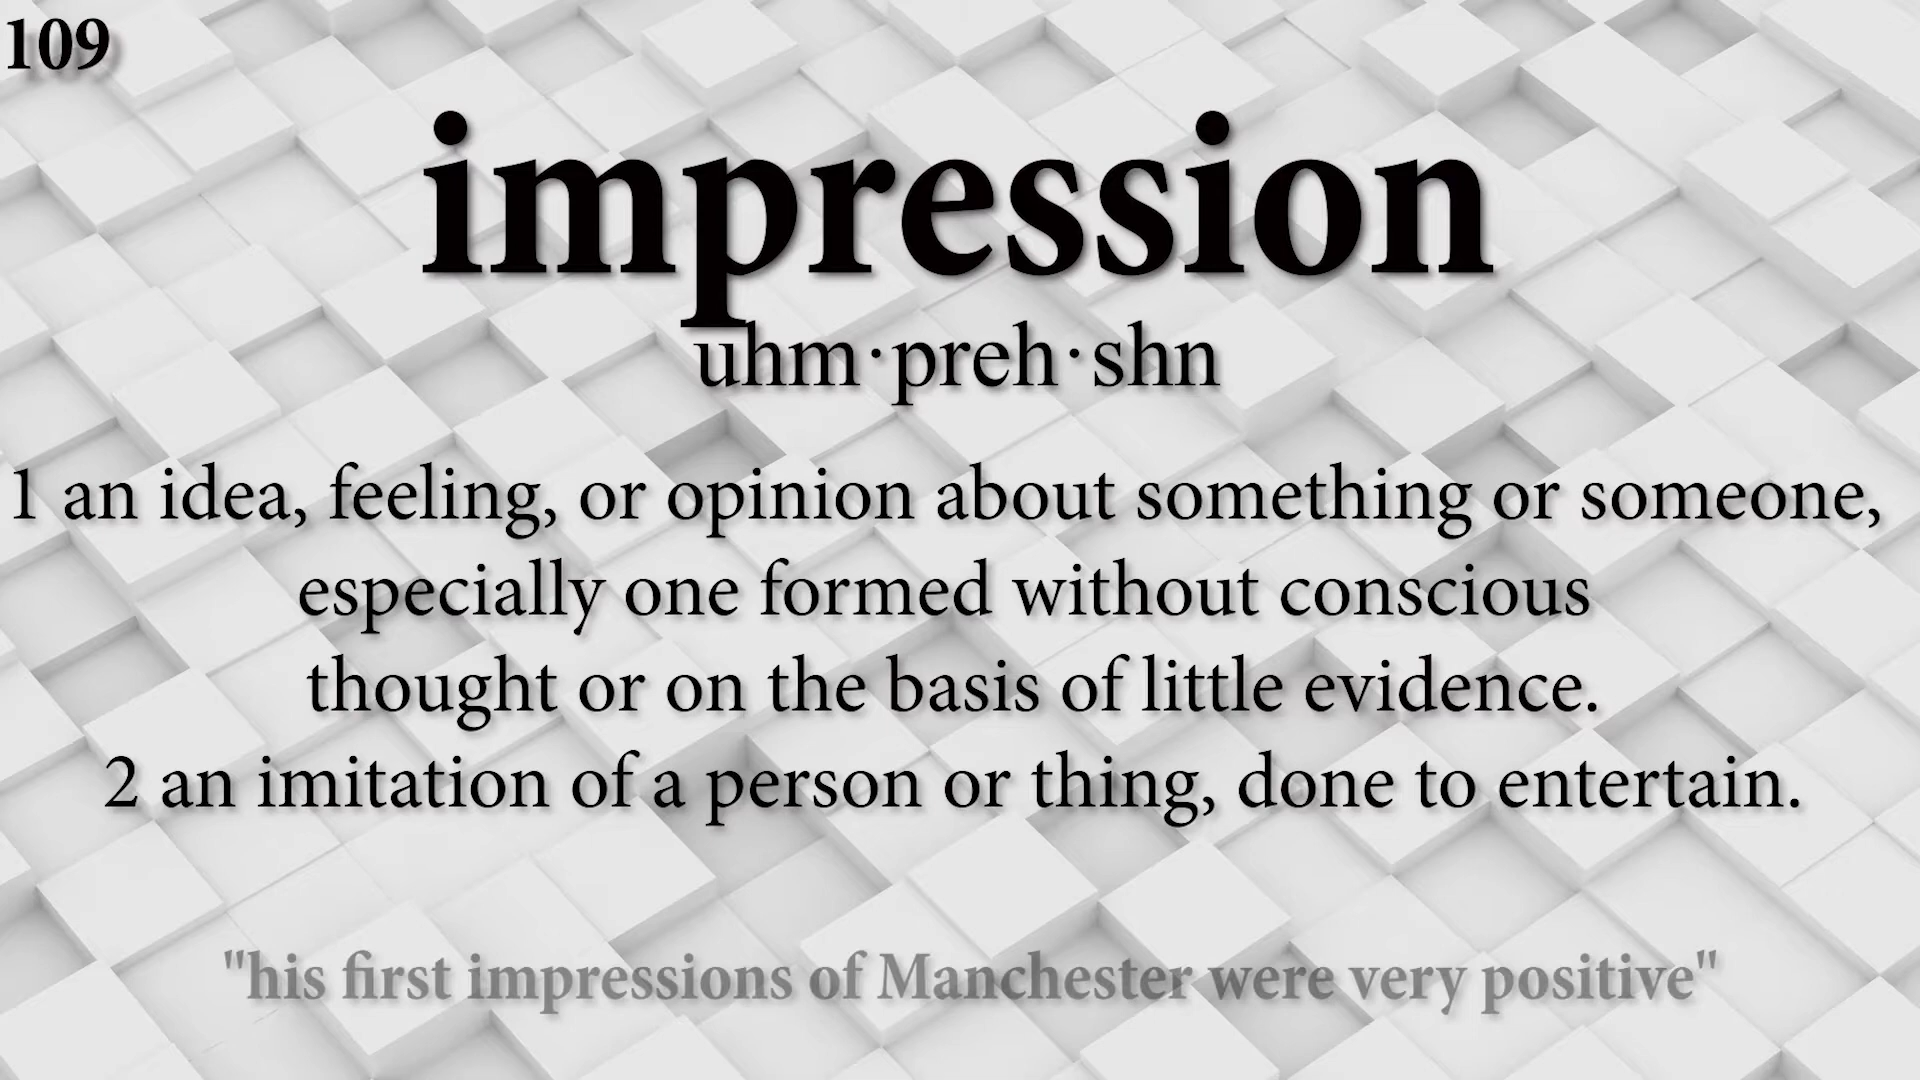 109
impression
uhm·preh·shn
1 an idea, feeling, or opinion about something or someone,
especially one formed without conscious
thought or on the basis of little evidence.
2 an imitation of a person or thing, done to entertain.
"his first impressions of Manchester were very positive"